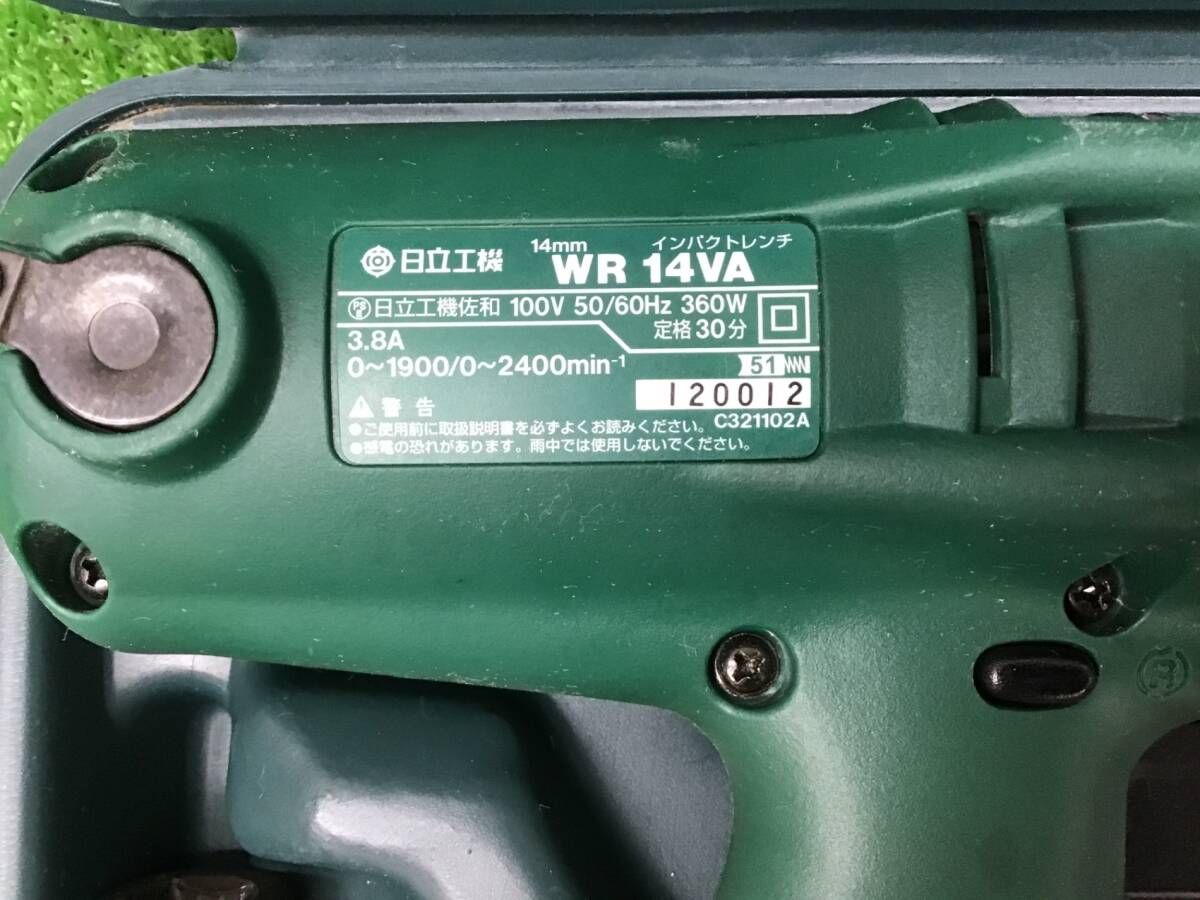 日立工機 14mm インパクトレンチ
WR 14VA
PS E 日立工機佐和 100V 50/60Hz 360W
定格30分
3.8A
0～1900/0～2400min-1
51
120012
警告
C321102A
●ご使用前に取扱説明書を必ずよくお読みください。
●感電の恐れがあります。雨中では使用しないでください。
R